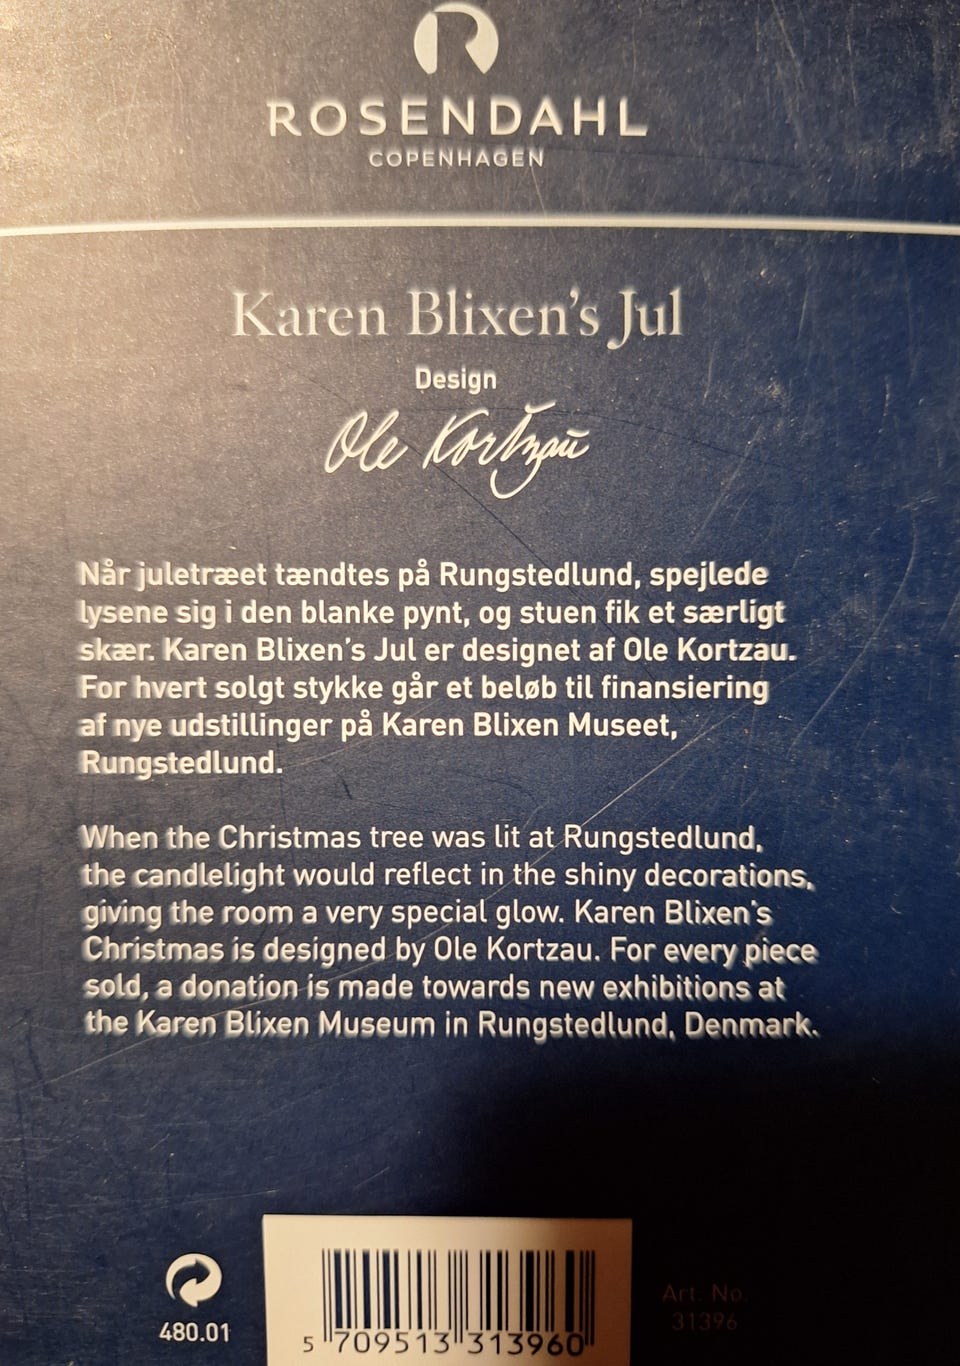 R
ROSENDAHL
COPENHAGEN
Karen Blixen's Jul
Design
Ole Kortzau
Når juletræet tændtes på Rungstedlund, spejlede
lysene sig i den blanke pynt, og stuen fik et særligt
skær. Karen Blixen's Jul er designet af Ole Kortzau.
For hvert solgt stykke går et beløb til finansiering
af nye udstillinger på Karen Blixen Museet,
Rungstedlund.
When the Christmas tree was lit at Rungstedlund,
the candlelight would reflect in the shiny decorations,
giving the room a very special glow. Karen Blixen's
Christmas is designed by Ole Kortzau. For every piece
sold, a donation is made towards new exhibitions at
the Karen Blixen Museum in Rungstedlund, Denmark.
480.01
5 709513 313960
Art. No.
31396